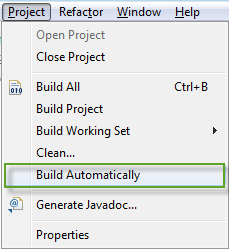 Project Refactor Window Help
Open Project
Close Project
010
Build All Ctrl+B
Build Project
Build Working Set
Clean...
Build Automatically
@ Generate Javadoc...
Properties